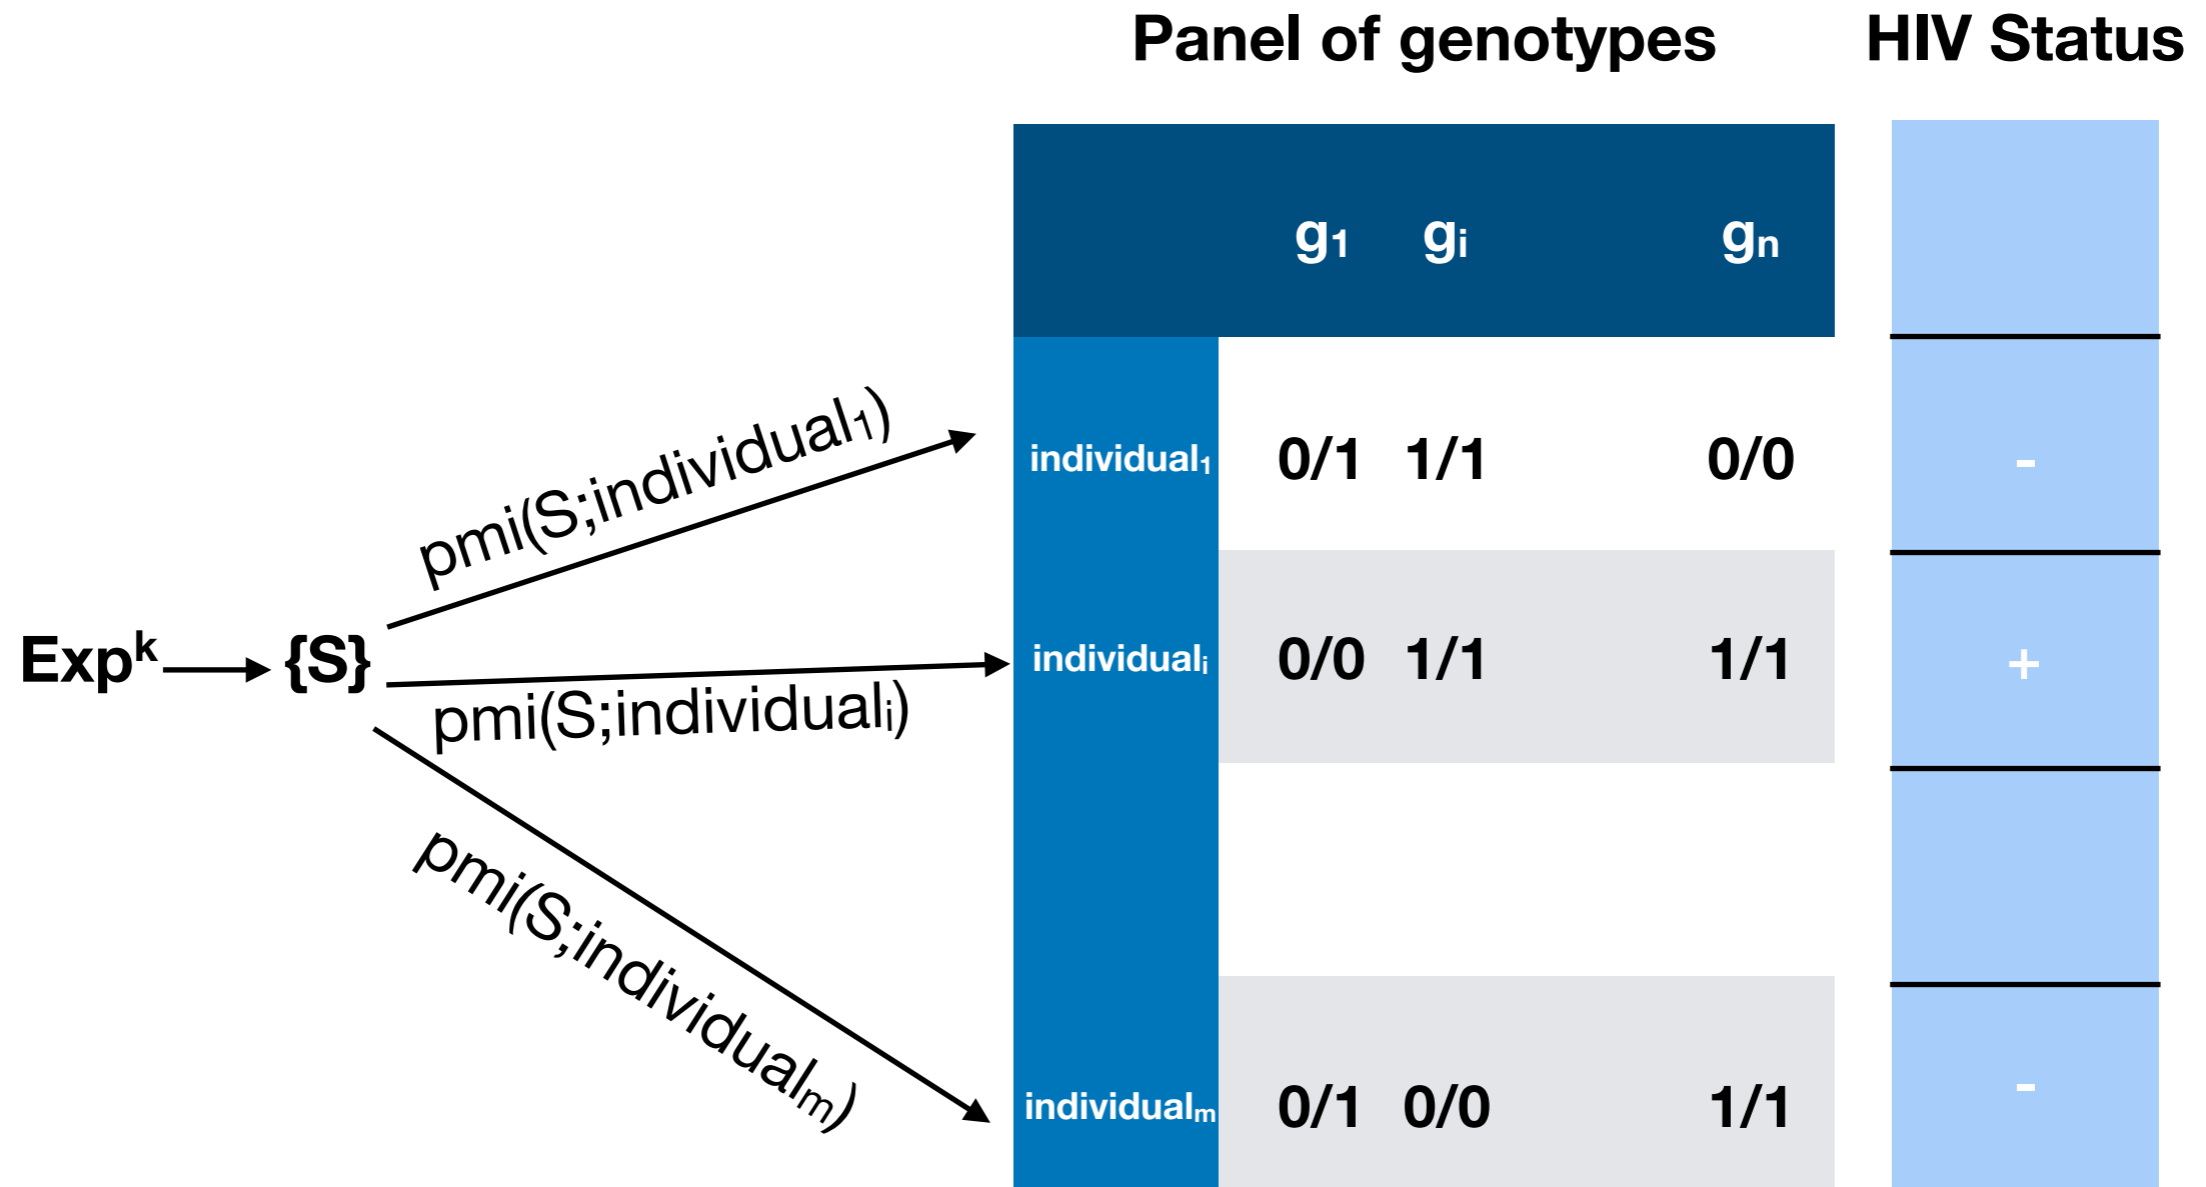 Panel of genotypes HIV Status
g₁ gᵢ gₙ
pmi(S;individual₁)
individual₁ 0/1 1/1 0/0 -
Expᵏ {S}
pmi(S;individualᵢ)
individualᵢ 0/0 1/1 1/1 +
pmi(S;individualₘ)
individualₘ 0/1 0/0 1/1 -